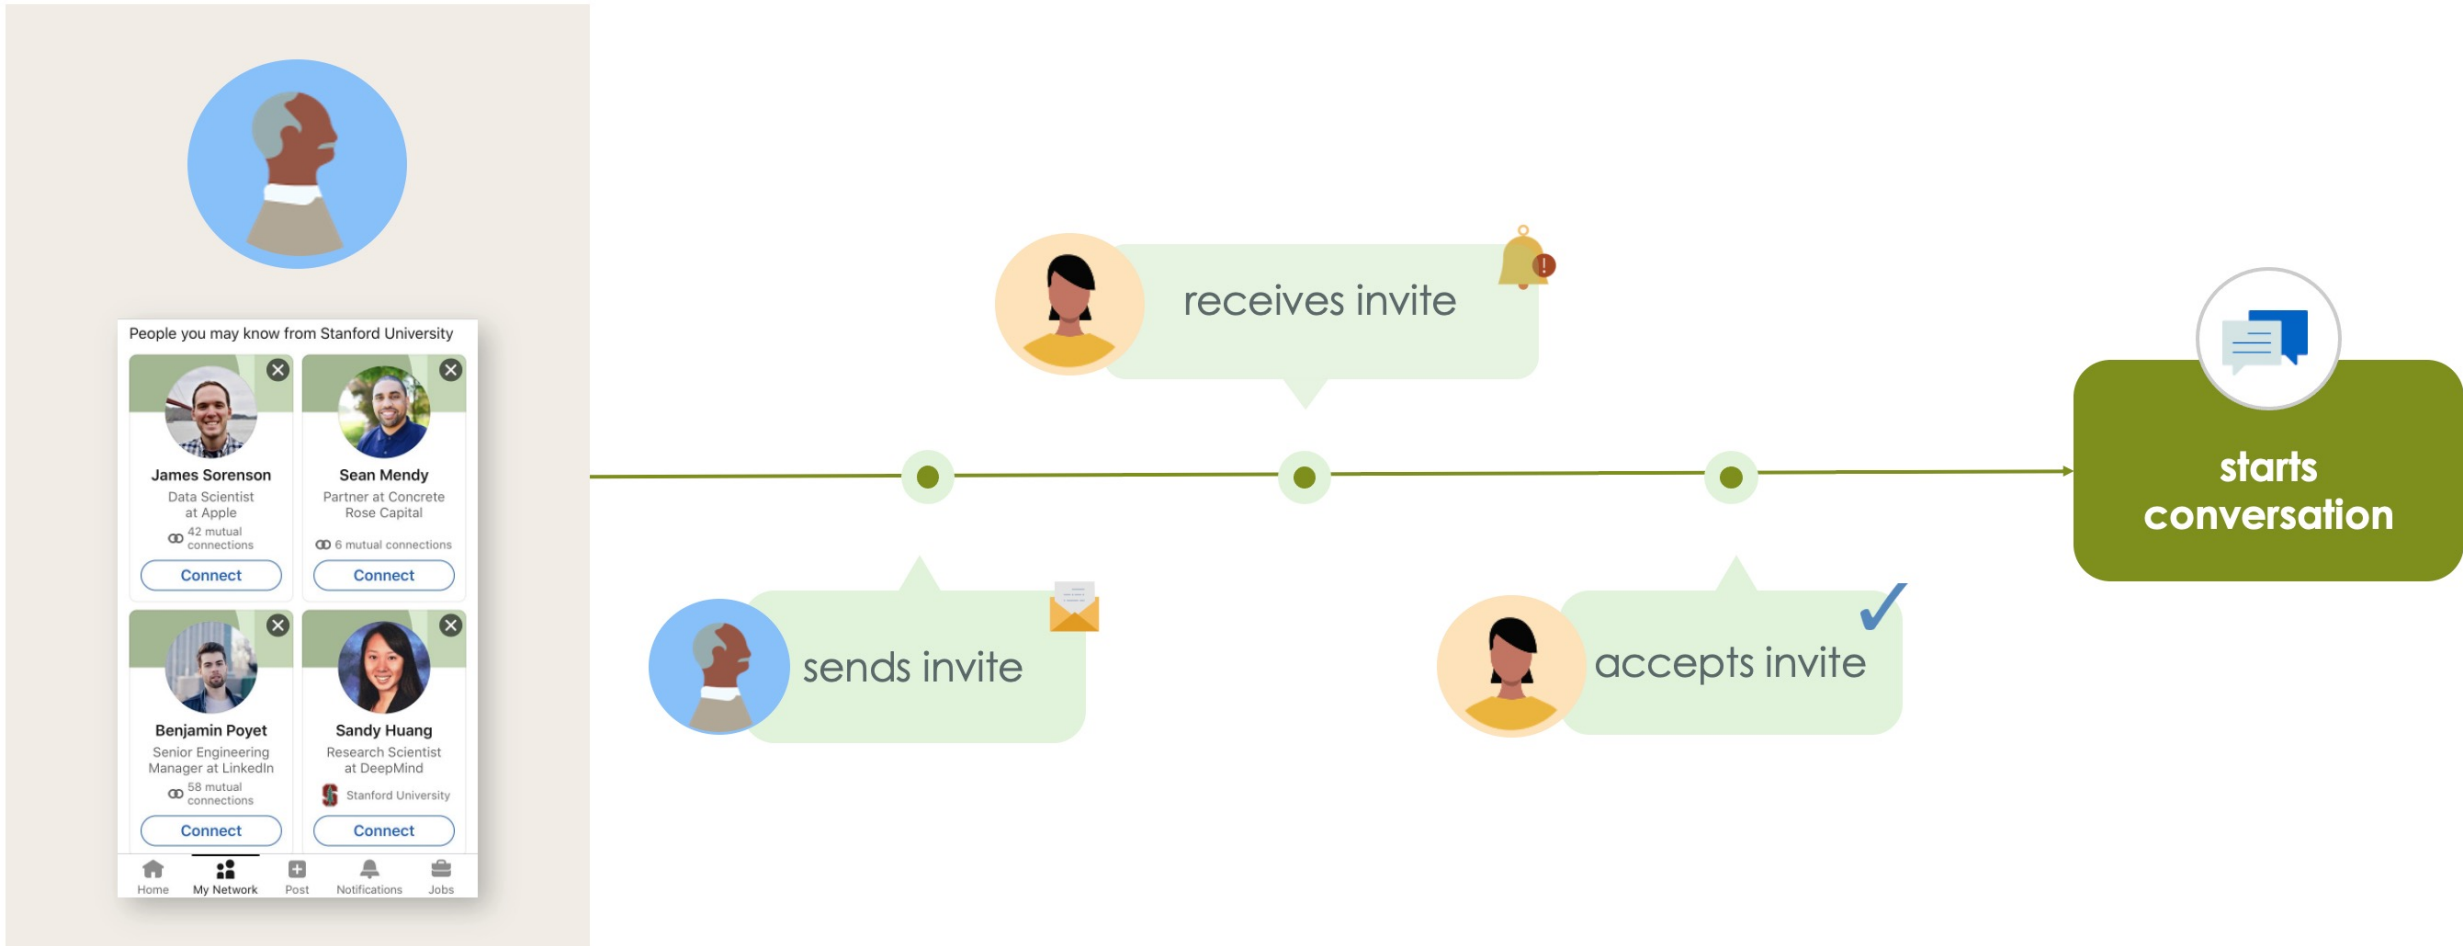 People you may know from Stanford University
James Sorenson
Data Scientist
at Apple
42 mutual
connections
Connect
Sean Mendy
Partner at Concrete
Rose Capital
6 mutual connections
Connect
Benjamin Poyet
Senior Engineering
Manager at LinkedIn
58 mutual
connections
Connect
Sandy Huang
Research Scientist
at DeepMind
Stanford University
Connect
Home
My Network
Post
Notifications
Jobs
sends invite
receives invite
accepts invite
starts
conversation